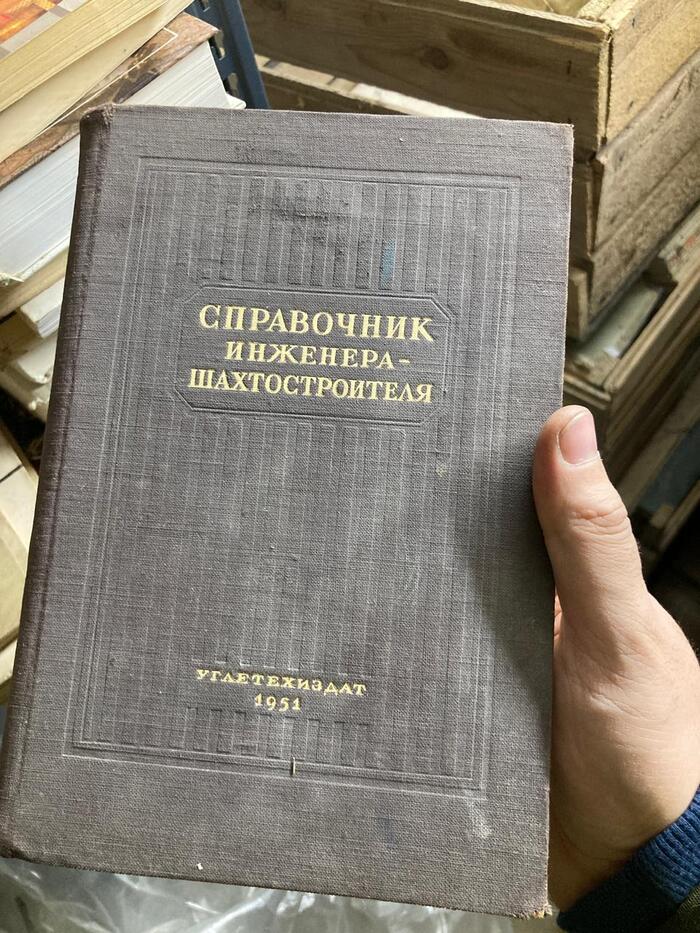 СПРАВОЧНИК
ИНЖЕНЕРА-
ШАХТОСТРОИТЕЛЯ
УГЛЕТЕХИЗДАТ
1951